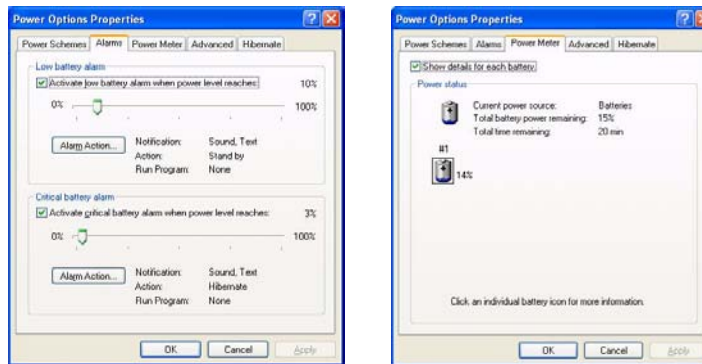 Power Options Properties
Power Schemes Alarms Power Meter Advanced Hibernate
Low battery alarm
Activate low battery alarm when power level reaches: 10%
0% 100%
Alarm Action... Notification: Sound, Text
Action: Stand by
Run Program: None
Critical battery alarm
Activate critical battery alarm when power level reaches: 3%
0% 100%
Alarm Action... Notification: Sound, Text
Action: Hibernate
Run Program: None
OK Cancel Apply
Power Options Properties
Power Schemes Alarms Power Meter Advanced Hibernate
Show details for each battery.
Power status
Current power source: Batteries
Total battery power remaining: 15%
Total time remaining: 20 min
#1
14%
Click an individual battery icon for more information.
OK Cancel Apply